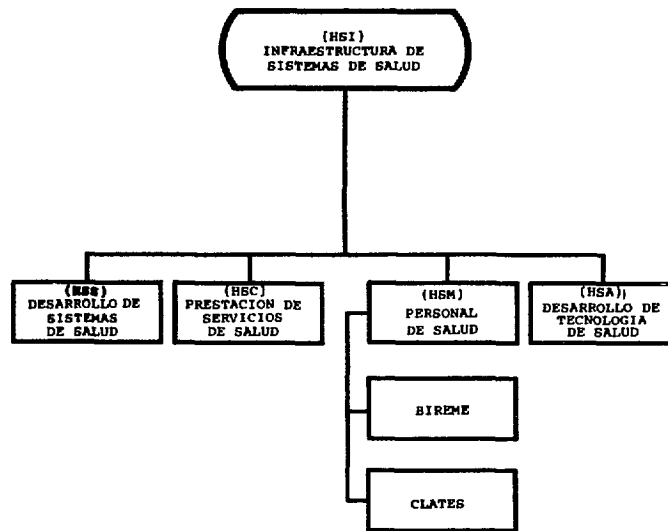 (HSI)
INFRAESTRUCTURA DE
SISTEMAS DE SALUD
(HSS)
DESARROLLO DE
SISTEMAS
DE SALUD
(HSC)
PRESTACION DE
SERVICIOS
DE SALUD
(HSM)
PERSONAL
DE SALUD
(HSA)
DESARROLLO DE
TECNOLOGIA
DE SALUD
BIREME
CLATES